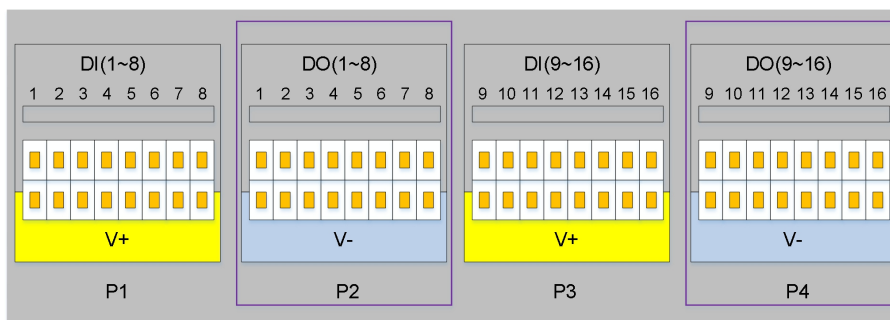 DI(1~8)
1 2 3 4 5 6 7 8
V+
P1
DO(1~8)
1 2 3 4 5 6 7 8
V-
P2
DI(9~16)
9 10 11 12 13 14 15 16
V+
P3
DO(9~16)
9 10 11 12 13 14 15 16
V-
P4